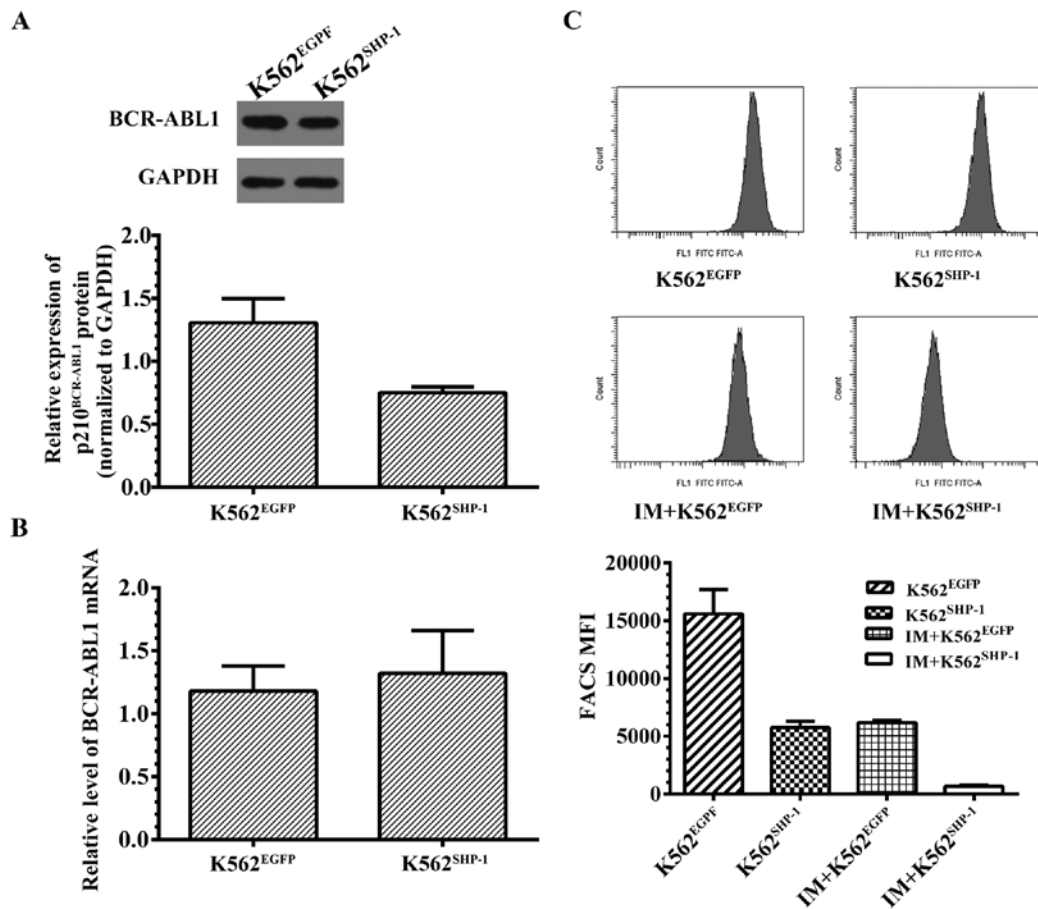 A
K562EGPF K562SHP-1
BCR-ABL1
GAPDH
Relative expression of
p210BCR-ABL1 protein
(normalized to GAPDH)
2.0
1.5
1.0
0.5
0.0
K562EGFP K562SHP-1
B
Relative level of BCR-ABL1 mRNA
2.0
1.5
1.0
0.5
0.0
K562EGFP K562SHP-1
C
Count
FL1 FITC FITC-A
K562EGFP
Count
FL1 FITC FITC-A
K562SHP-1
Count
FL1 FITC FITC-A
IM+K562EGFP
Count
FL1 FITC FITC-A
IM+K562SHP-1
FACS MFI
20000
15000
10000
5000
0
K562EGFP
K562SHP-1
IM+K562EGFP
IM+K562SHP-1
K562EGPF
K562SHP-1
IM+K562EGFP
IM+K562SHP-1